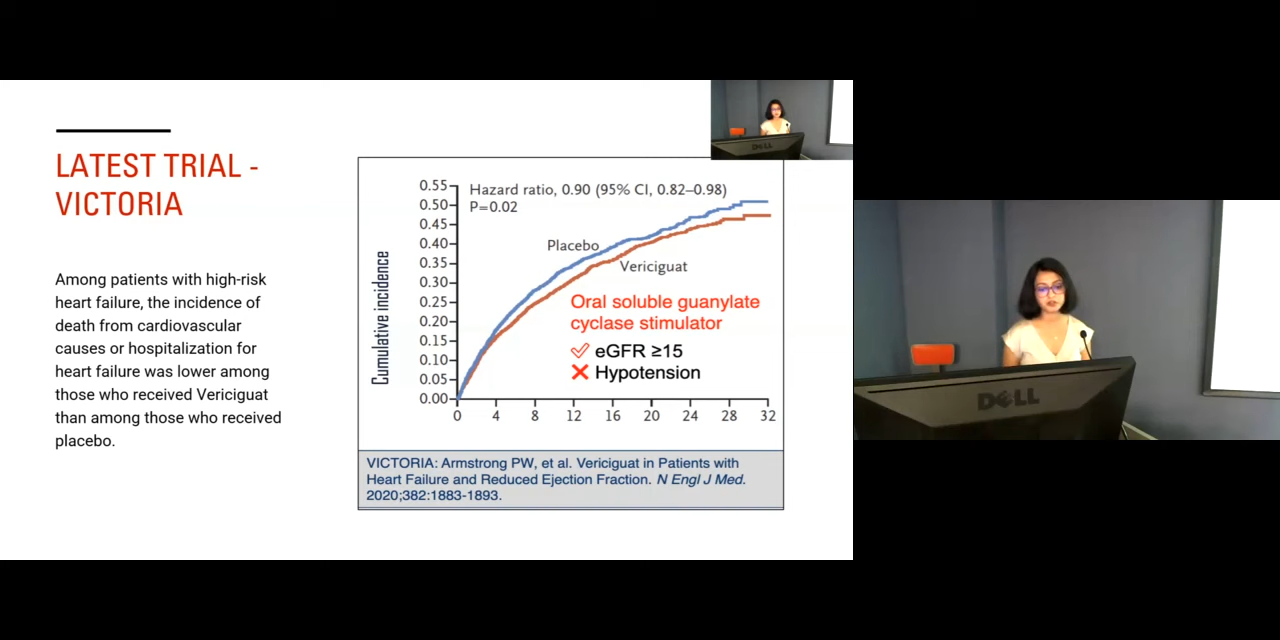 LATEST TRIAL -
VICTORIA
Among patients with high-risk
heart failure, the incidence of
death from cardiovascular
causes or hospitalization for
heart failure was lower among
those who received Vericiguat
than among those who received
placebo.
Hazard ratio, 0.90 (95% CI, 0.82–0.98)
P=0.02
Cumulative incidence
0.55
0.50
0.45
0.40
0.35
0.30
0.25
0.20
0.15
0.10
0.05
0.00
Placebo
Vericiguat
Oral soluble guanylate
cyclase stimulator
eGFR ≥15
Hypotension
0 4 8 12 16 20 24 28 32
VICTORIA: Armstrong PW, et al. Vericiguat in Patients with
Heart Failure and Reduced Ejection Fraction. N Engl J Med.
2020;382:1883-1893.
DELL
DELL